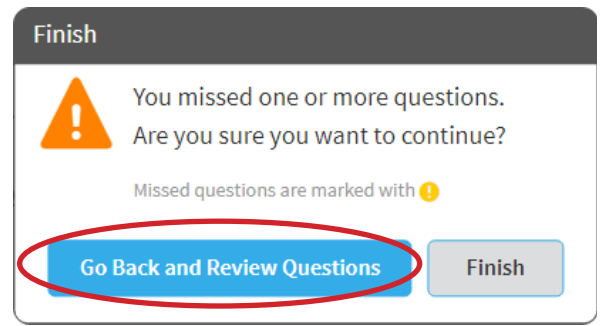 Finish
You missed one or more questions.
Are you sure you want to continue?
Missed questions are marked with
Go Back and Review Questions
Finish